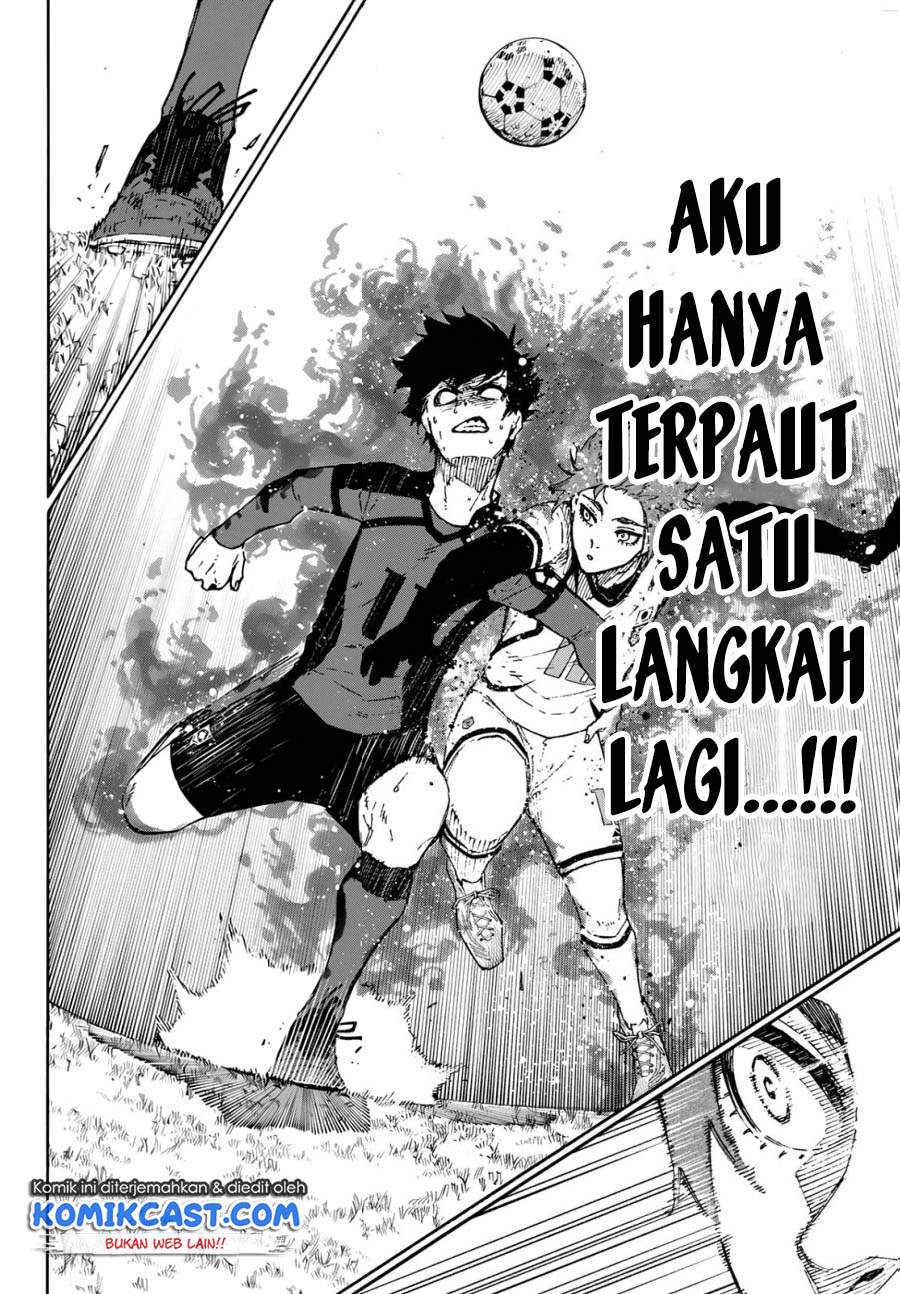 AKU
HANYA
TERPAUT
SATU
LANGKAH
LAGI...!!!
Komik ini diterjemahkan & diedit oleh
KOMIKCAST.COM
BUKAN WEB LAIN!!